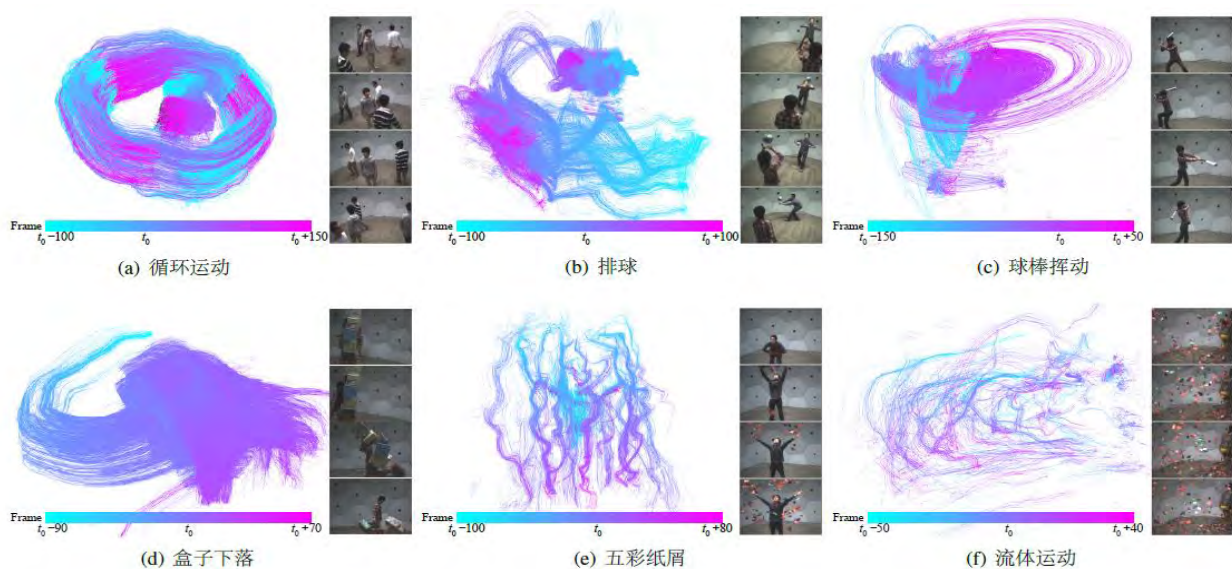 Frame
t0 −100 t0 t0 +150
(a) 循环运动
Frame
t0 −100 t0 t0 +100
(b) 排球
Frame
t0 −150 t0 t0 +50
(c) 球棒挥动
Frame
t0 −90 t0 t0 +70
(d) 盒子下落
Frame
t0 −100 t0 t0 +80
(e) 五彩纸屑
Frame
t0 −50 t0 t0 +40
(f) 流体运动